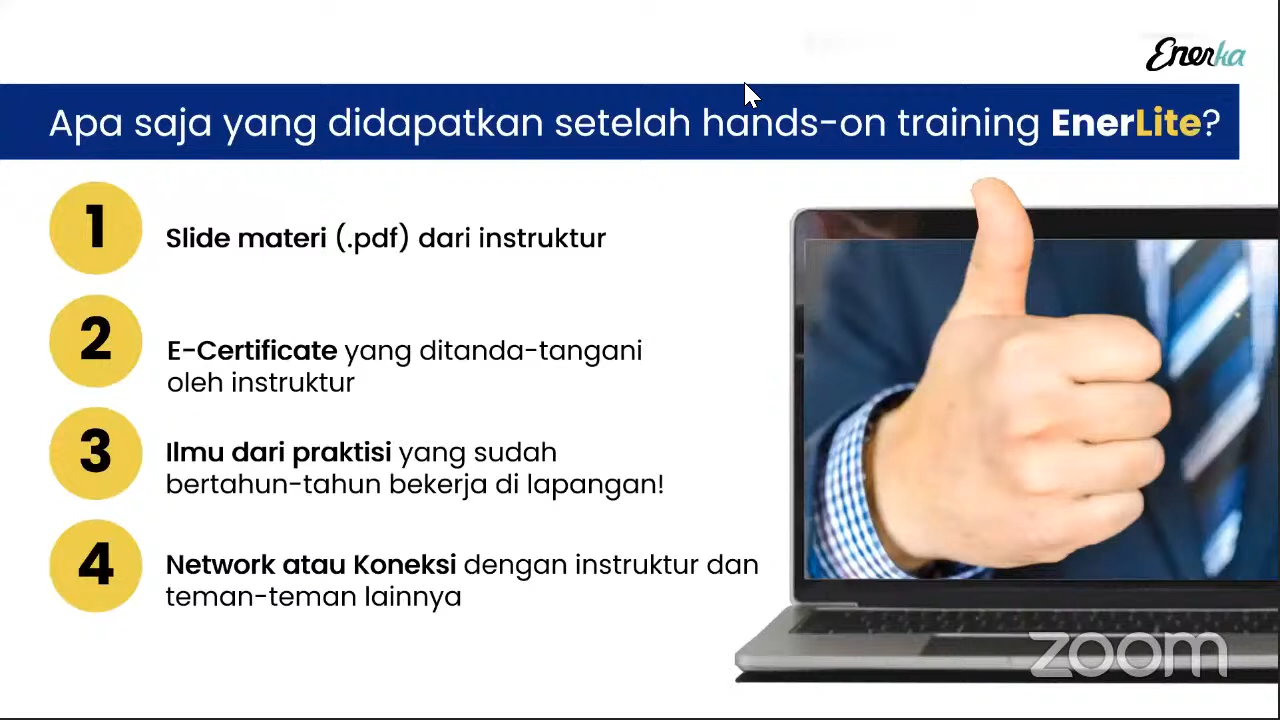 Enerka
Apa saja yang didapatkan setelah hands-on training EnerLite?
1
Slide materi (.pdf) dari instruktur
2
E-Certificate yang ditanda-tangani
oleh instruktur
3
Ilmu dari praktisi yang sudah
bertahun-tahun bekerja di lapangan!
4
Network atau Koneksi dengan instruktur dan
teman-teman lainnya
zoom